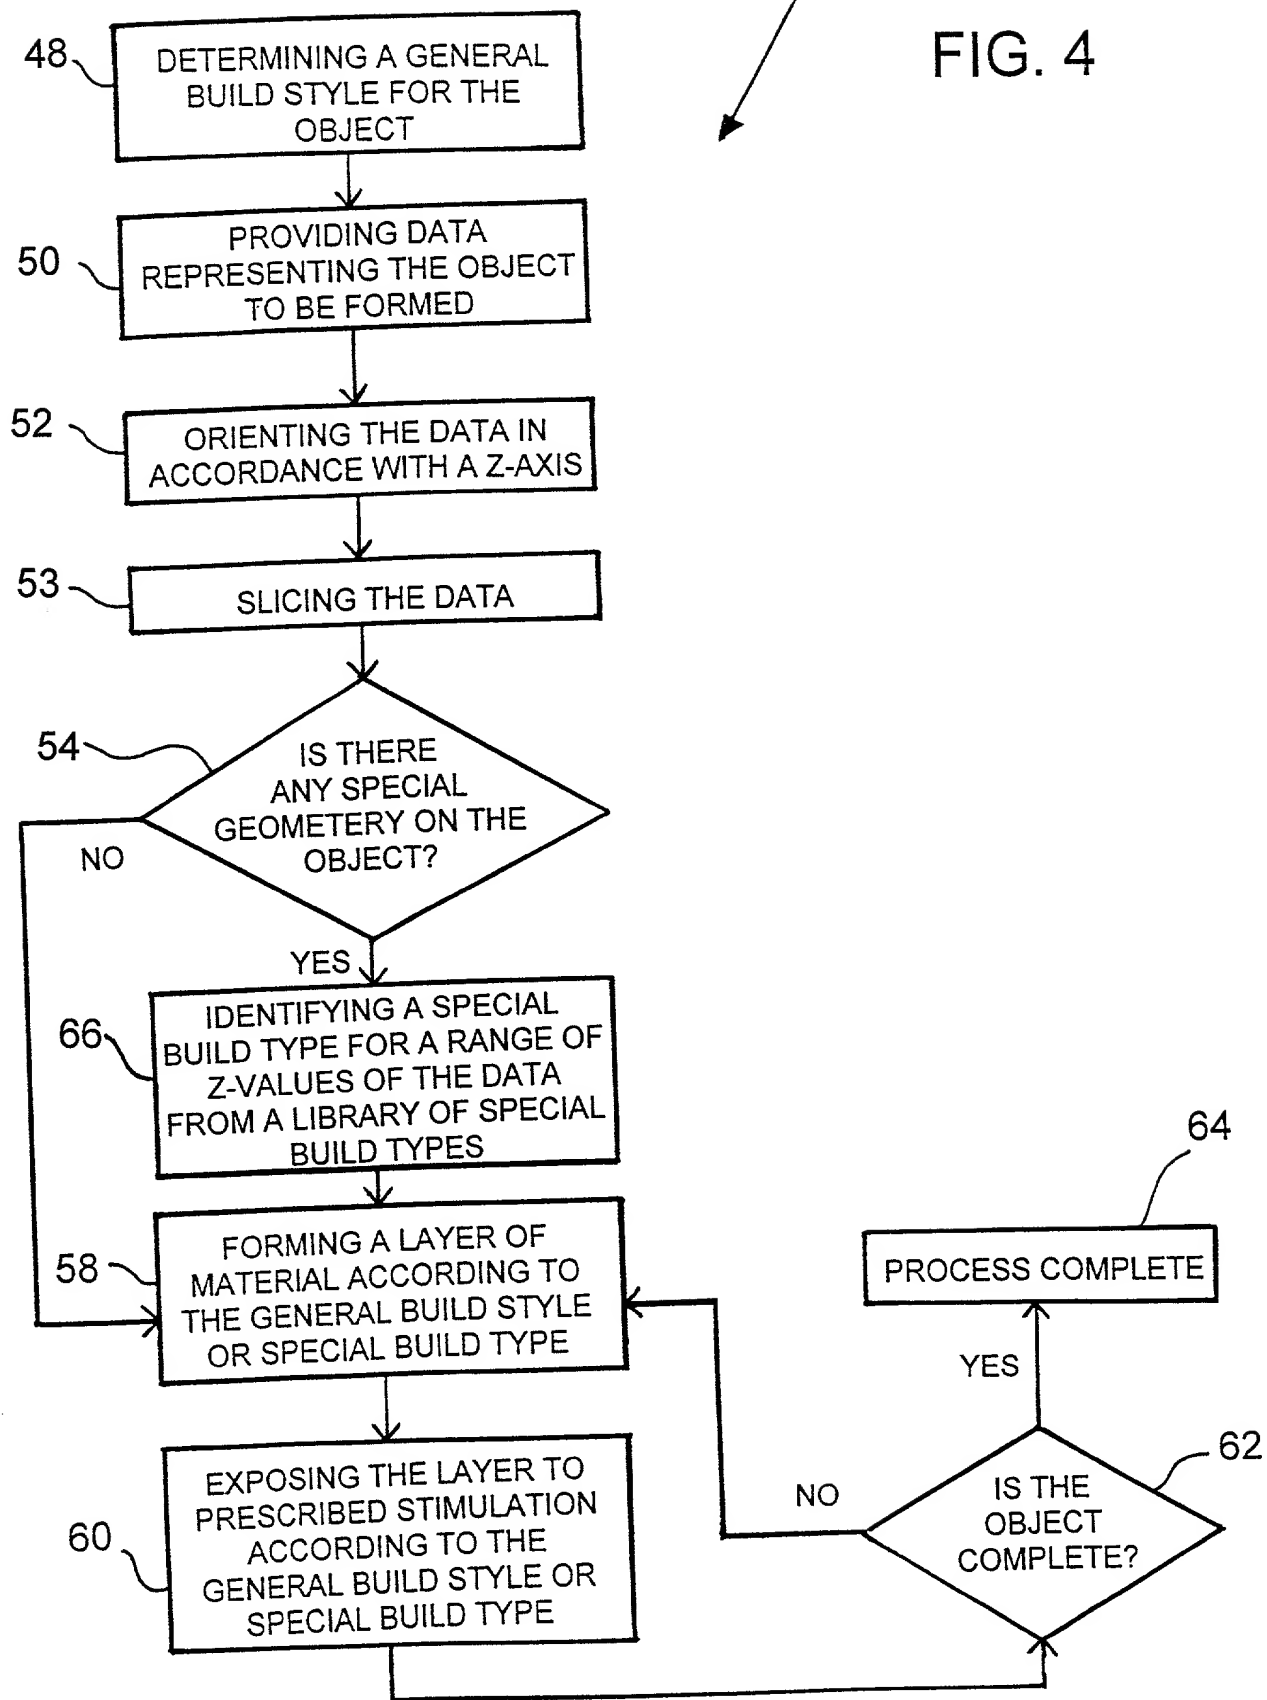 FIG. 4
48
DETERMINING A GENERAL
BUILD STYLE FOR THE
OBJECT
50
PROVIDING DATA
REPRESENTING THE OBJECT
TO BE FORMED
52
ORIENTING THE DATA IN
ACCORDANCE WITH A Z-AXIS
53
SLICING THE DATA
54
IS THERE
ANY SPECIAL
GEOMETERY ON THE
OBJECT?
NO
YES
66
IDENTIFYING A SPECIAL
BUILD TYPE FOR A RANGE OF
Z-VALUES OF THE DATA
FROM A LIBRARY OF SPECIAL
BUILD TYPES
58
FORMING A LAYER OF
MATERIAL ACCORDING TO
THE GENERAL BUILD STYLE
OR SPECIAL BUILD TYPE
60
EXPOSING THE LAYER TO
PRESCRIBED STIMULATION
ACCORDING TO THE
GENERAL BUILD STYLE OR
SPECIAL BUILD TYPE
64
PROCESS COMPLETE
YES
62
NO
IS THE
OBJECT
COMPLETE?